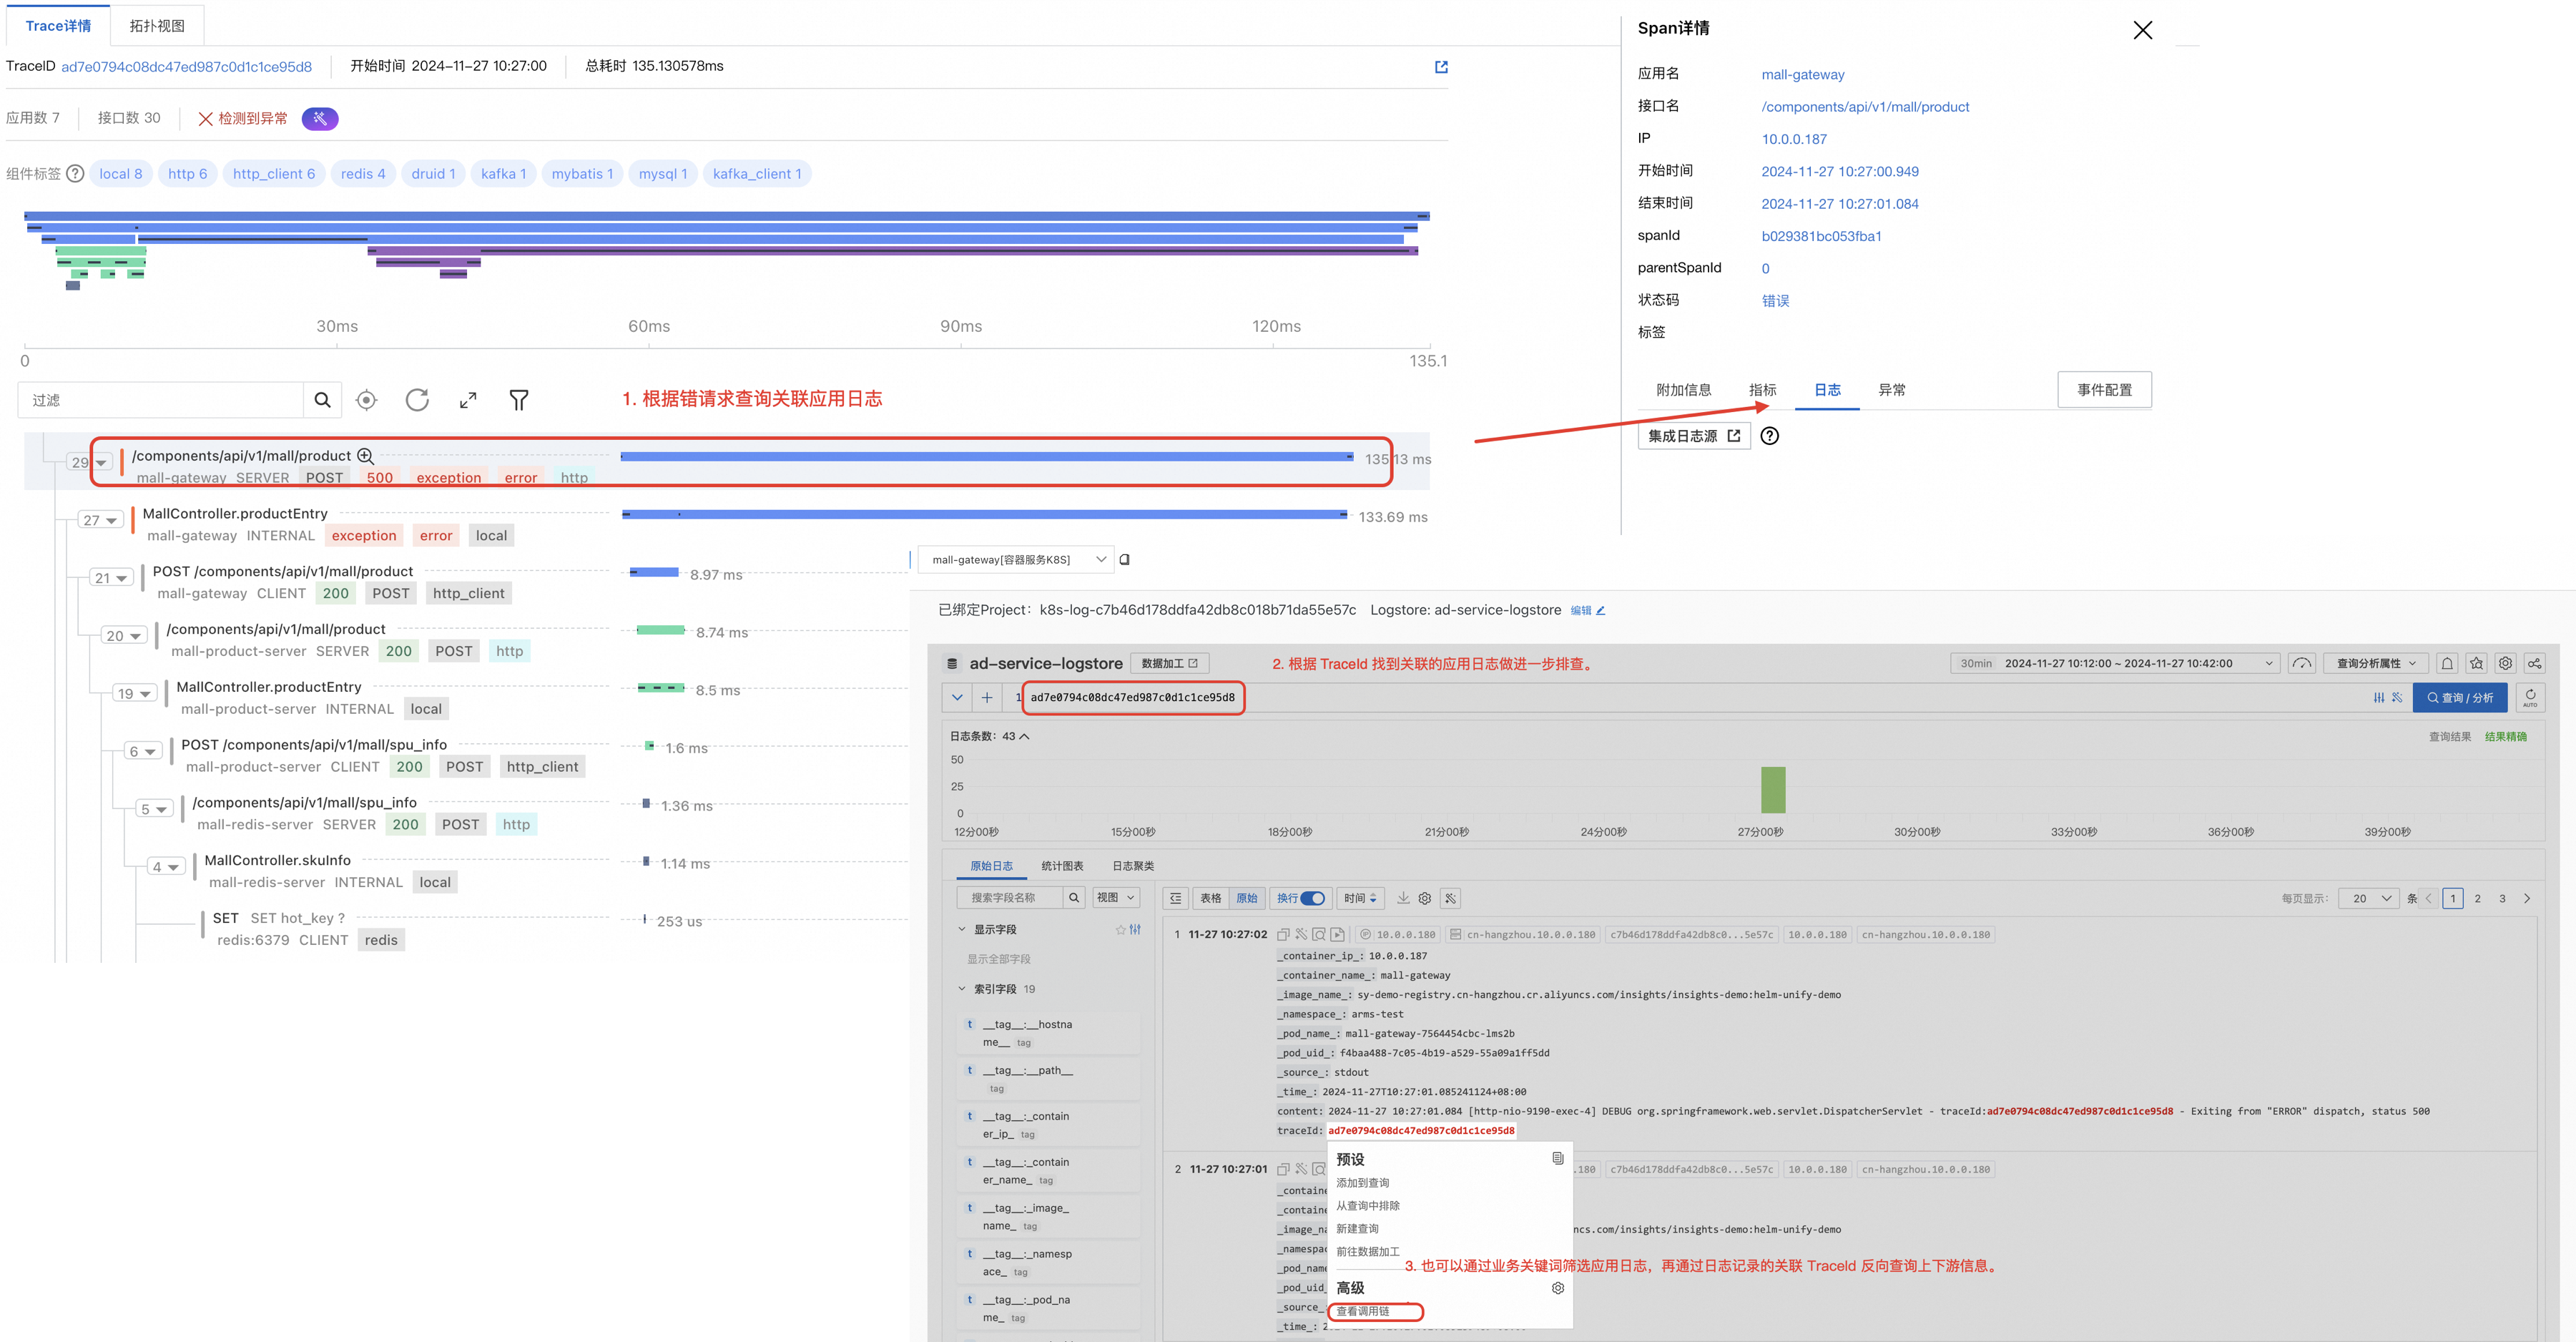 Trace详情 拓扑视图
TraceID ad7e0794c08dc47ed987c0d1c1ce95d8 开始时间 2024-11-27 10:27:00 总耗时 135.130578ms
应用数 7 接口数 30 检测到异常
组件标签 local 8 http 6 http_client 6 redis 4 druid 1 kafka 1 mybatis 1 mysql 1 kafka_client 1
30ms 60ms 90ms 120ms
0 135.1
过滤
1. 根据错请求查询关联应用日志
29 /components/api/v1/mall/product 135.13 ms
mall-gateway SERVER POST 500 exception error http
27 MallController.productEntry 133.69 ms
mall-gateway INTERNAL exception error local
21 POST /components/api/v1/mall/product 8.97 ms
mall-gateway CLIENT 200 POST http_client
20 /components/api/v1/mall/product 8.74 ms
mall-product-server SERVER 200 POST http
19 MallController.productEntry 8.5 ms
mall-product-server INTERNAL local
6 POST /components/api/v1/mall/spu_info 1.6 ms
mall-product-server CLIENT 200 POST http_client
5 /components/api/v1/mall/spu_info 1.36 ms
mall-redis-server SERVER 200 POST http
4 MallController.skuInfo 1.14 ms
mall-redis-server INTERNAL local
SET SET hot_key ? 253 us
redis:6379 CLIENT redis
Span详情
应用名 mall-gateway
接口名 /components/api/v1/mall/product
IP 10.0.0.187
开始时间 2024-11-27 10:27:00.949
结束时间 2024-11-27 10:27:01.084
spanId b029381bc053fba1
parentSpanId 0
状态码 错误
标签
附加信息 指标 日志 异常 事件配置
集成日志源
mall-gateway[容器服务K8S]
已绑定Project: k8s-log-c7b46d178ddfa42db8c018b71da55e57c Logstore: ad-service-logstore 编辑
ad-service-logstore 数据加工 2. 根据 TraceId 找到关联的应用日志做进一步排查。 30min 2024-11-27 10:12:00 ~ 2024-11-27 10:42:00 查询分析属性
1 ad7e0794c08dc47ed987c0d1c1ce95d8 查询 / 分析 AUTO
日志条数: 43 查询结果 结果精确
50
25
0
12分00秒 15分00秒 18分00秒 21分00秒 24分00秒 27分00秒 30分00秒 33分00秒 36分00秒 39分00秒
原始日志 统计图表 日志聚类
搜索字段名称 视图 表格 原始 换行 时间 每页显示: 20 条 1 2 3
显示字段
显示全部字段
索引字段 19
t __tag__:__hostna
me__ tag
t __tag__:__path__
tag
t __tag__:_contain
er_ip_ tag
t __tag__:_contain
er_name_ tag
t __tag__:_image_
name_ tag
t __tag__:_namesp
ace_ tag
t __tag__:_pod_na
me_ tag
1 11-27 10:27:02 10.0.0.180 cn-hangzhou.10.0.0.180 c7b46d178ddfa42db8c0...5e57c 10.0.0.180 cn-hangzhou.10.0.0.180
_container_ip_: 10.0.0.187
_container_name_: mall-gateway
_image_name_: sy-demo-registry.cn-hangzhou.cr.aliyuncs.com/insights/insights-demo:helm-unify-demo
_namespace_: arms-test
_pod_name_: mall-gateway-7564454cbc-lms2b
_pod_uid_: f4baa488-7c05-4b19-a529-55a09a1ff5dd
_source_: stdout
_time_: 2024-11-27T10:27:01.085241124+08:00
content: 2024-11-27 10:27:01.084 [http-nio-9190-exec-4] DEBUG org.springframework.web.servlet.DispatcherServlet - traceId:ad7e0794c08dc47ed987c0d1c1ce95d8 - Exiting from "ERROR" dispatch, status 500
traceId: ad7e0794c08dc47ed987c0d1c1ce95d8
2 11-27 10:27:01 .180 c7b46d178ddfa42db8c0...5e57c 10.0.0.180 cn-hangzhou.10.0.0.180
_containe
_containe
_image_na ncs.com/insights/insights-demo:helm-unify-demo
_namespac
_pod_name
_pod_uid_
_source_
_time_: 2
预设
添加到查询
从查询中排除
新建查询
前往数据加工
3. 也可以通过业务关键词筛选应用日志，再通过日志记录的关联 TraceId 反向查询上下游信息。
高级
查看调用链